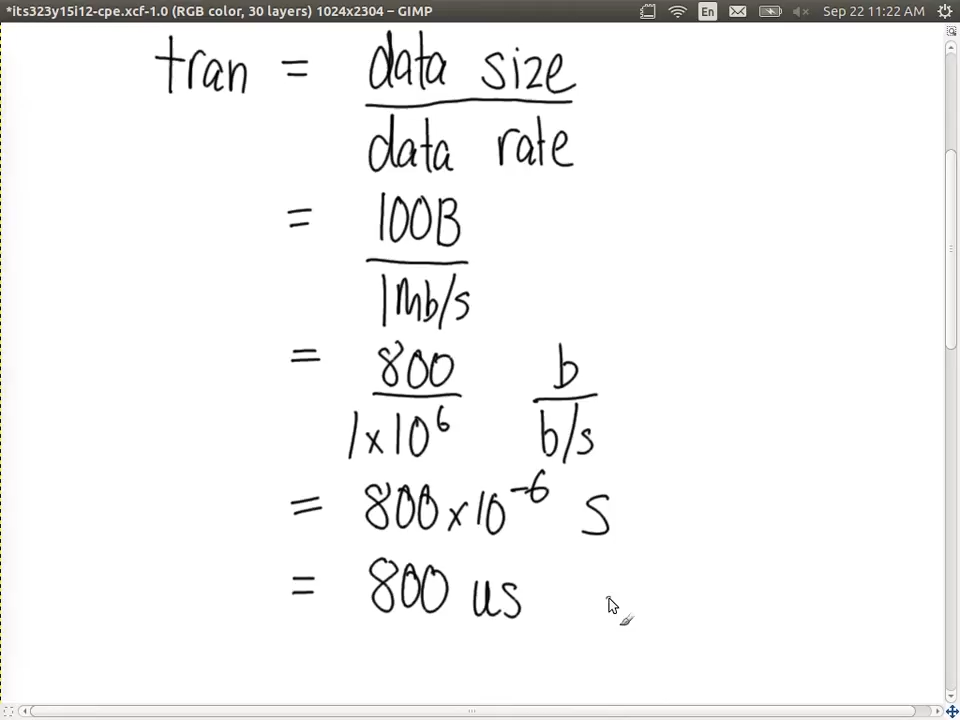 *its323y15i12-cpe.xcf-1.0 (RGB color, 30 layers) 1024x2304 – GIMP En Sep 22 11:22 AM
tran = data size
data rate
= 100B
1Mb/s
= 800 b
1x10^6 b/s
= 800x10^-6 s
= 800 us